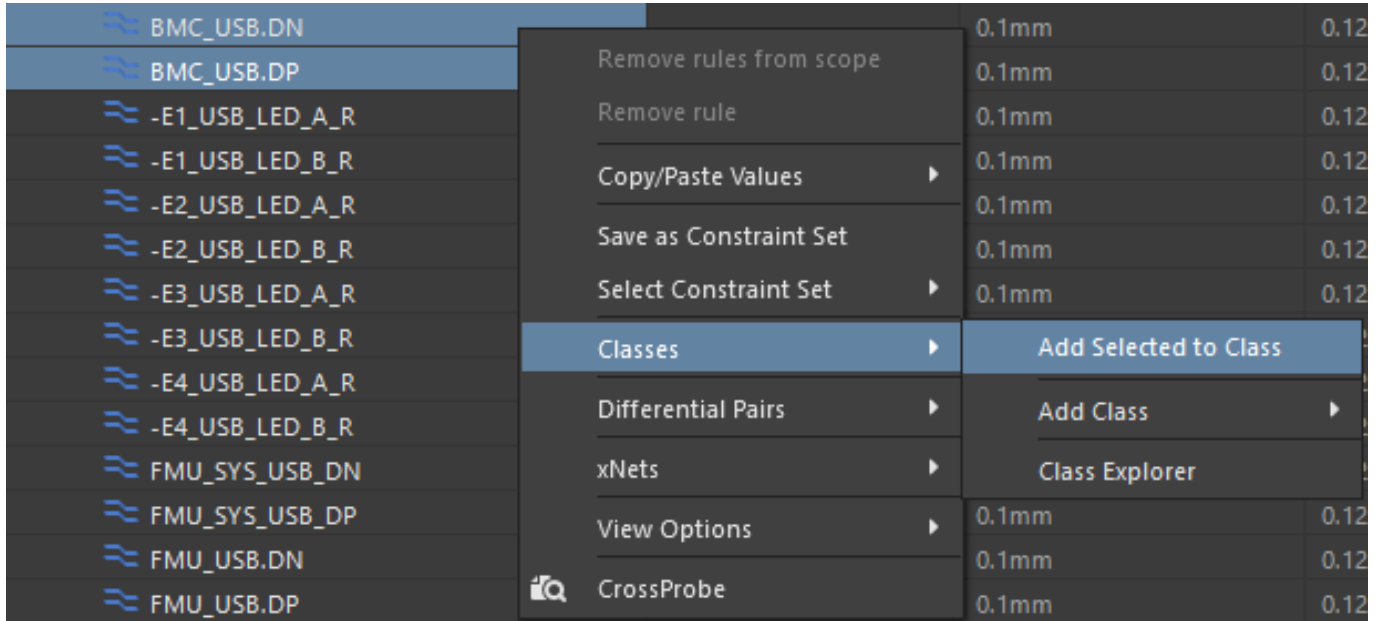 BMC_USB.DN 0.1mm 0.12
BMC_USB.DP 0.12
-E1_USB_LED_A_R 0.1mm 0.12
-E1_USB_LED_B_R 0.1mm 0.12
-E2_USB_LED_A_R 0.1mm 0.12
-E2_USB_LED_B_R 0.1mm 0.12
-E3_USB_LED_A_R 0.1mm 0.12
-E3_USB_LED_B_R
-E4_USB_LED_A_R
-E4_USB_LED_B_R
FMU_SYS_USB_DN
FMU_SYS_USB_DP 0.1mm 0.12
FMU_USB.DN 0.1mm 0.12
FMU_USB.DP 0.1mm 0.12
Remove rules from scope
Remove rule
Copy/Paste Values
Save as Constraint Set
Select Constraint Set
Classes
Differential Pairs
xNets
View Options
CrossProbe
Add Selected to Class
Add Class
Class Explorer